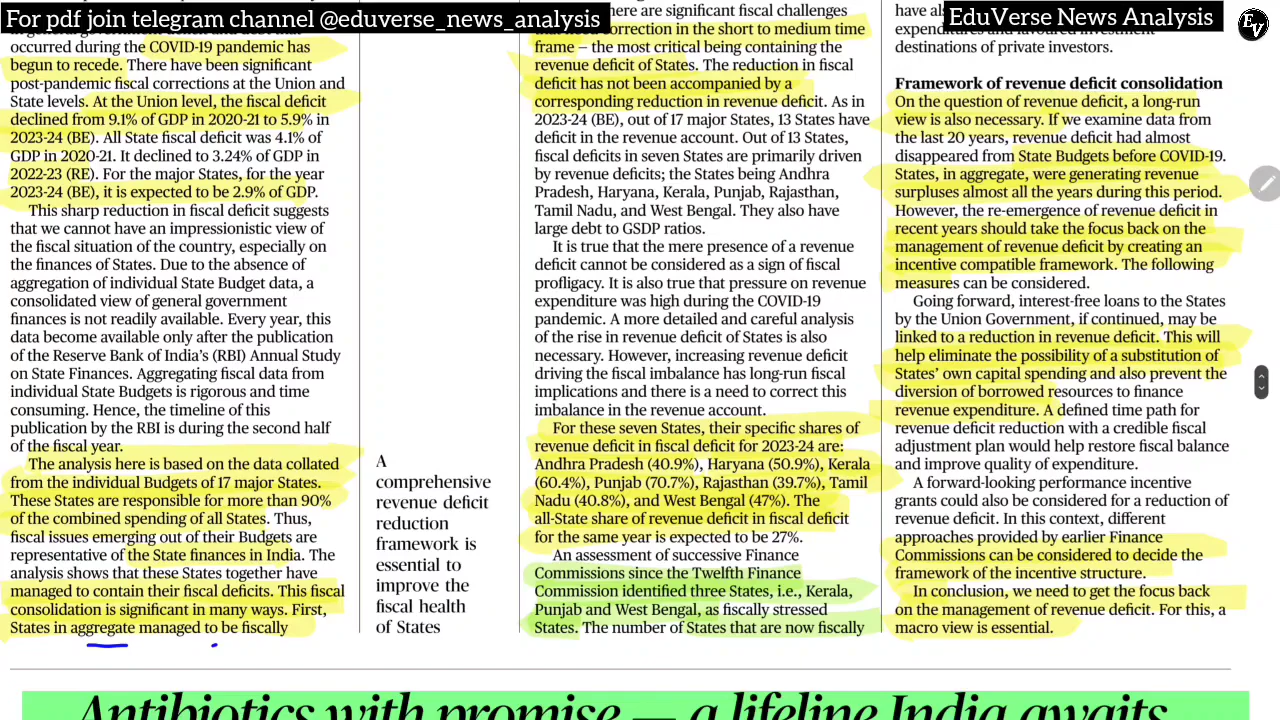 For pdf join telegram channel @eduverse_news_analysis
EduVerse News Analysis
EV
occurred during the COVID-19 pandemic has
begun to recede. There have been significant
post-pandemic fiscal corrections at the Union and
State levels. At the Union level, the fiscal deficit
declined from 9.1% of GDP in 2020-21 to 5.9% in
2023-24 (BE). All State fiscal deficit was 4.1% of
GDP in 2020-21. It declined to 3.24% of GDP in
2022-23 (RE). For the major States, for the year
2023-24 (BE), it is expected to be 2.9% of GDP.
This sharp reduction in fiscal deficit suggests
that we cannot have an impressionistic view of
the fiscal situation of the country, especially on
the finances of States. Due to the absence of
aggregation of individual State Budget data, a
consolidated view of general government
finances is not readily available. Every year, this
data become available only after the publication
of the Reserve Bank of India's (RBI) Annual Study
on State Finances. Aggregating fiscal data from
individual State Budgets is rigorous and time
consuming. Hence, the timeline of this
publication by the RBI is during the second half
of the fiscal year.
The analysis here is based on the data collated
from the individual Budgets of 17 major States.
These States are responsible for more than 90%
of the combined spending of all States. Thus,
fiscal issues emerging out of their Budgets are
representative of the State finances in India. The
analysis shows that these States together have
managed to contain their fiscal deficits. This fiscal
consolidation is significant in many ways. First,
States in aggregate managed to be fiscally
A
comprehensive
revenue deficit
reduction
framework is
essential to
improve the
fiscal health
of States
here are significant fiscal challenges
correction in the short to medium time
frame – the most critical being containing the
revenue deficit of States. The reduction in fiscal
deficit has not been accompanied by a
corresponding reduction in revenue deficit. As in
2023-24 (BE), out of 17 major States, 13 States have
deficit in the revenue account. Out of 13 States,
fiscal deficits in seven States are primarily driven
by revenue deficits; the States being Andhra
Pradesh, Haryana, Kerala, Punjab, Rajasthan,
Tamil Nadu, and West Bengal. They also have
large debt to GSDP ratios.
It is true that the mere presence of a revenue
deficit cannot be considered as a sign of fiscal
profligacy. It is also true that pressure on revenue
expenditure was high during the COVID-19
pandemic. A more detailed and careful analysis
of the rise in revenue deficit of States is also
necessary. However, increasing revenue deficit
driving the fiscal imbalance has long-run fiscal
implications and there is a need to correct this
imbalance in the revenue account.
For these seven States, their specific shares of
revenue deficit in fiscal deficit for 2023-24 are:
Andhra Pradesh (40.9%), Haryana (50.9%), Kerala
(60.4%), Punjab (70.7%), Rajasthan (39.7%), Tamil
Nadu (40.8%), and West Bengal (47%). The
all-State share of revenue deficit in fiscal deficit
for the same year is expected to be 27%.
An assessment of successive Finance
Commissions since the Twelfth Finance
Commission identified three States, i.e., Kerala,
Punjab and West Bengal, as fiscally stressed
States. The number of States that are now fiscally
have
destinations of private investors.
Framework of revenue deficit consolidation
On the question of revenue deficit, a long-run
view is also necessary. If we examine data from
the last 20 years, revenue deficit had almost
disappeared from State Budgets before COVID-19.
States, in aggregate, were generating revenue
surpluses almost all the years during this period.
However, the re-emergence of revenue deficit in
recent years should take the focus back on the
management of revenue deficit by creating an
incentive compatible framework. The following
measures can be considered.
Going forward, interest-free loans to the States
by the Union Government, if continued, may be
linked to a reduction in revenue deficit. This will
help eliminate the possibility of a substitution of
States' own capital spending and also prevent the
diversion of borrowed resources to finance
revenue expenditure. A defined time path for
revenue deficit reduction with a credible fiscal
adjustment plan would help restore fiscal balance
and improve quality of expenditure.
A forward-looking performance incentive
grants could also be considered for a reduction of
revenue deficit. In this context, different
approaches provided by earlier Finance
Commissions can be considered to decide the
framework of the incentive structure.
In conclusion, we need to get the focus back
on the management of revenue deficit. For this, a
macro view is essential.
Antibiotics with promise — a lifeline India awaits